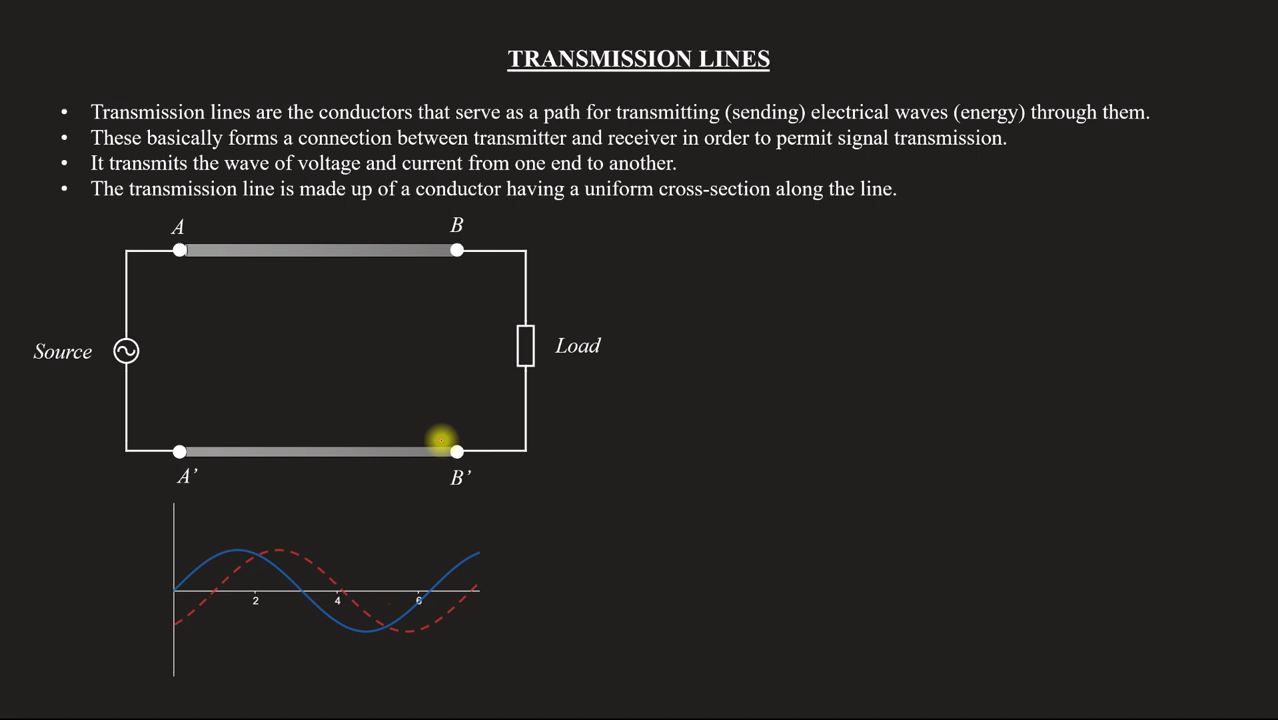 TRANSMISSION LINES
• Transmission lines are the conductors that serve as a path for transmitting (sending) electrical waves (energy) through them.
• These basically forms a connection between transmitter and receiver in order to permit signal transmission.
• It transmits the wave of voltage and current from one end to another.
• The transmission line is made up of a conductor having a uniform cross-section along the line.
A B
Source Load
A’ B’
2 4 6